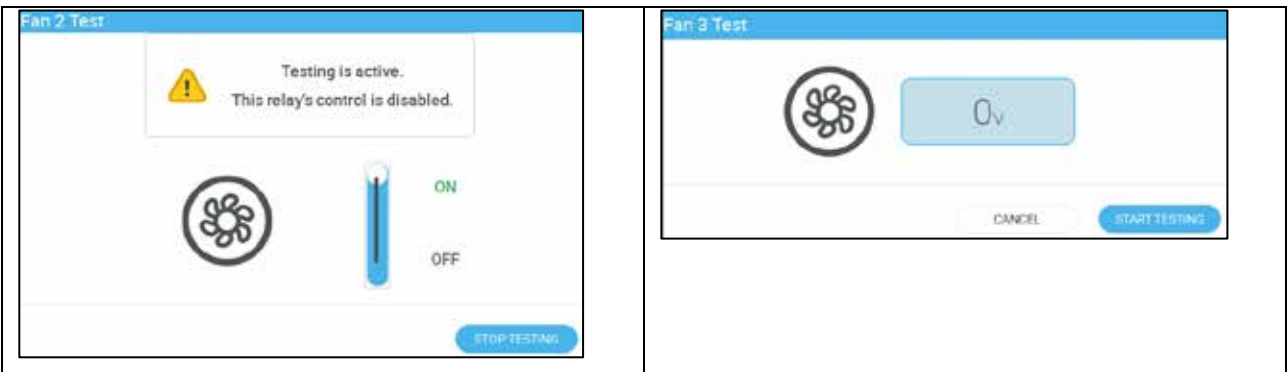 Fan 2 Test
Testing is active.
This relay's control is disabled.
ON
OFF
STOP TESTING
Fan 3 Test
0v
CANCEL
START TESTING